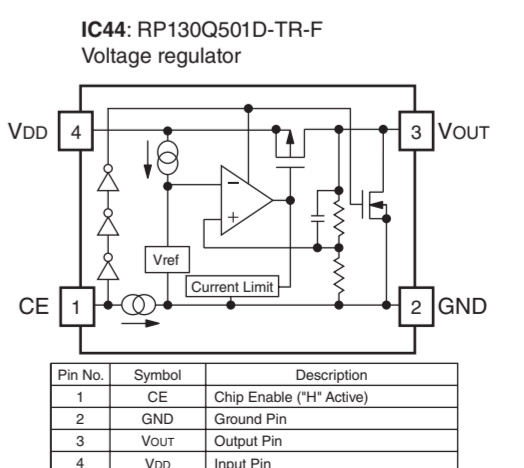 IC44: RP130Q501D-TR-F
Voltage regulator
VDD 4
3 VOUT
Vref
Current Limit
CE 1
2 GND
Pin No. Symbol Description
1 CE Chip Enable ("H" Active)
2 GND Ground Pin
3 VOUT Output Pin
4 VDD Input Pin